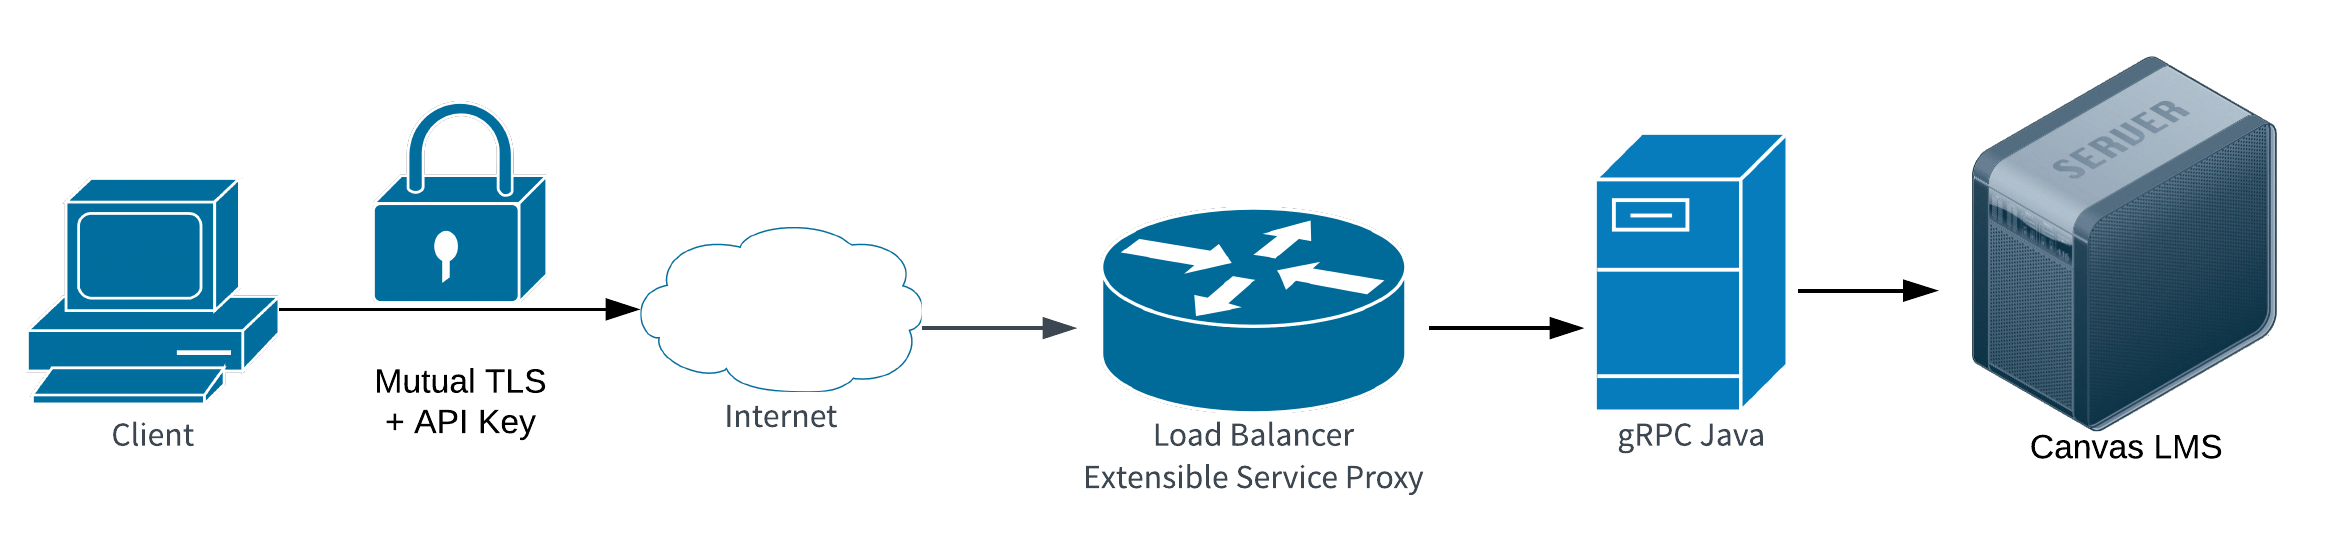 SERVER
Mutual TLS
+ API Key
Client
Internet
Load Balancer
Extensible Service Proxy
gRPC Java
Canvas LMS